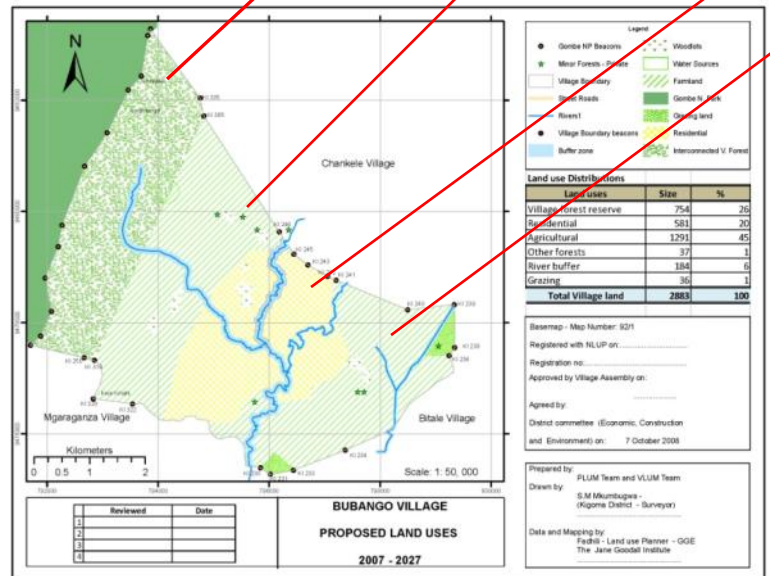 N
Chankele Village
Mgaraganza Village
Bitale Village
Kilometers
0 0.5 1 2
Scale: 1: 50, 000
Reviewed Date
1
2
3
4
BUBANGO VILLAGE
PROPOSED LAND USES
2007 - 2027
Legend
Gombe NP Beacons
Minor Forests - Private
Village Boundary
Street Roads
Rivers1
Village Boundary beacons
Buffer zone
Woodlots
Water Sources
Farmland
Gombe N. Park
Grazing land
Residential
Interconnected V. Forest
Land use Distributions
Land uses Size %
Village forest reserve 754 26
Residential 581 20
Agricultural 1291 45
Other forests 37 1
River buffer 184 6
Grazing 36 1
Total Village land 2883 100
Basemap - Map Number: 92/1
Registered with NLUP on:
Registration no:
Approved by Village Assembly on:
Agreed by:
District committee (Economic, Construction
and Environment) on: 7 October 2006
Prepared by:
PLUM Team and VLUM Team
Drawn by:
S.M Mkumbugwa -
(Kigoma District - Surveyor)
Data and Mapping by:
Fadhili - Land use Planner - GGE
The Jane Goodall Institute